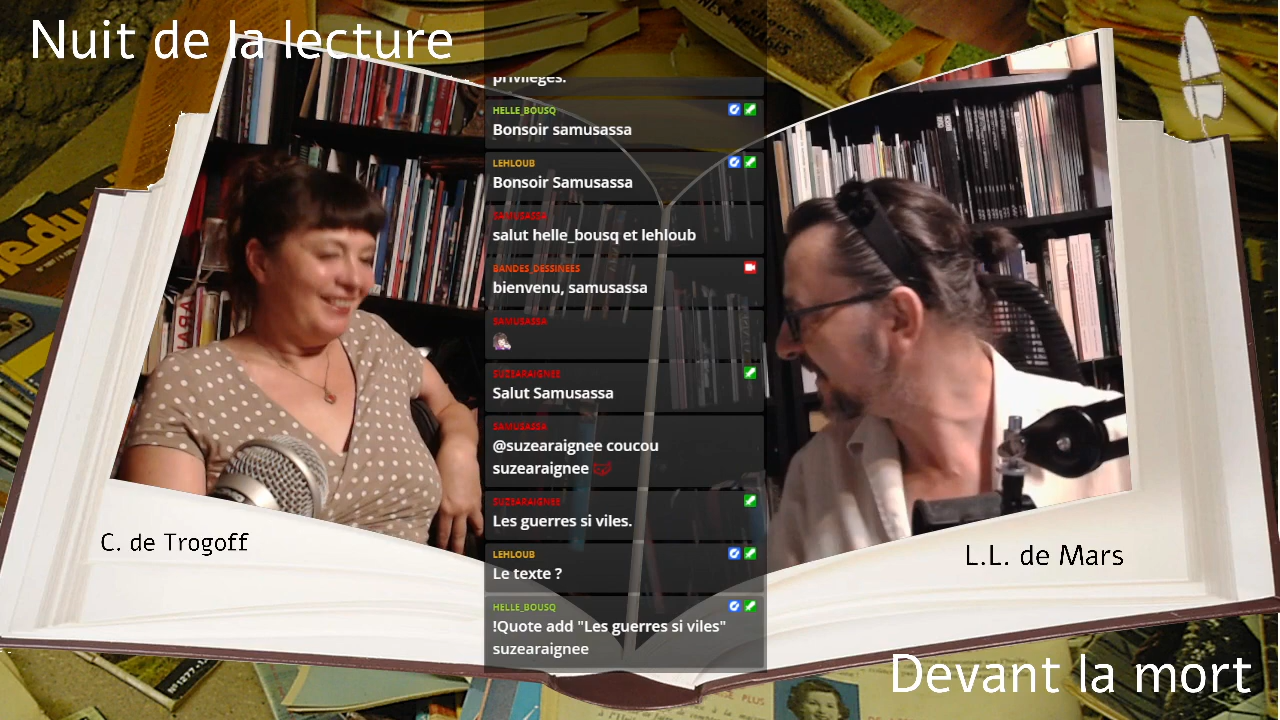 Nuit de la lecture
privilèges.
HELLE_BOUSQ
Bonsoir samusassa
LEHLOUB
Bonsoir Samusassa
SAMUSASSA
salut helle_bousq et lehloub
BANDES_DESSINEES
bienvenu, samusassa
SAMUSASSA
SUZEARAIGNEE
Salut Samusassa
SAMUSASSA
@suzearaignee coucou
suzearaignee
SUZEARAIGNEE
Les guerres si viles.
LEHLOUB
Le texte ?
HELLE_BOUSQ
!Quote add "Les guerres si viles"
suzearaignee
C. de Trogoff
L.L. de Mars
Devant la mort